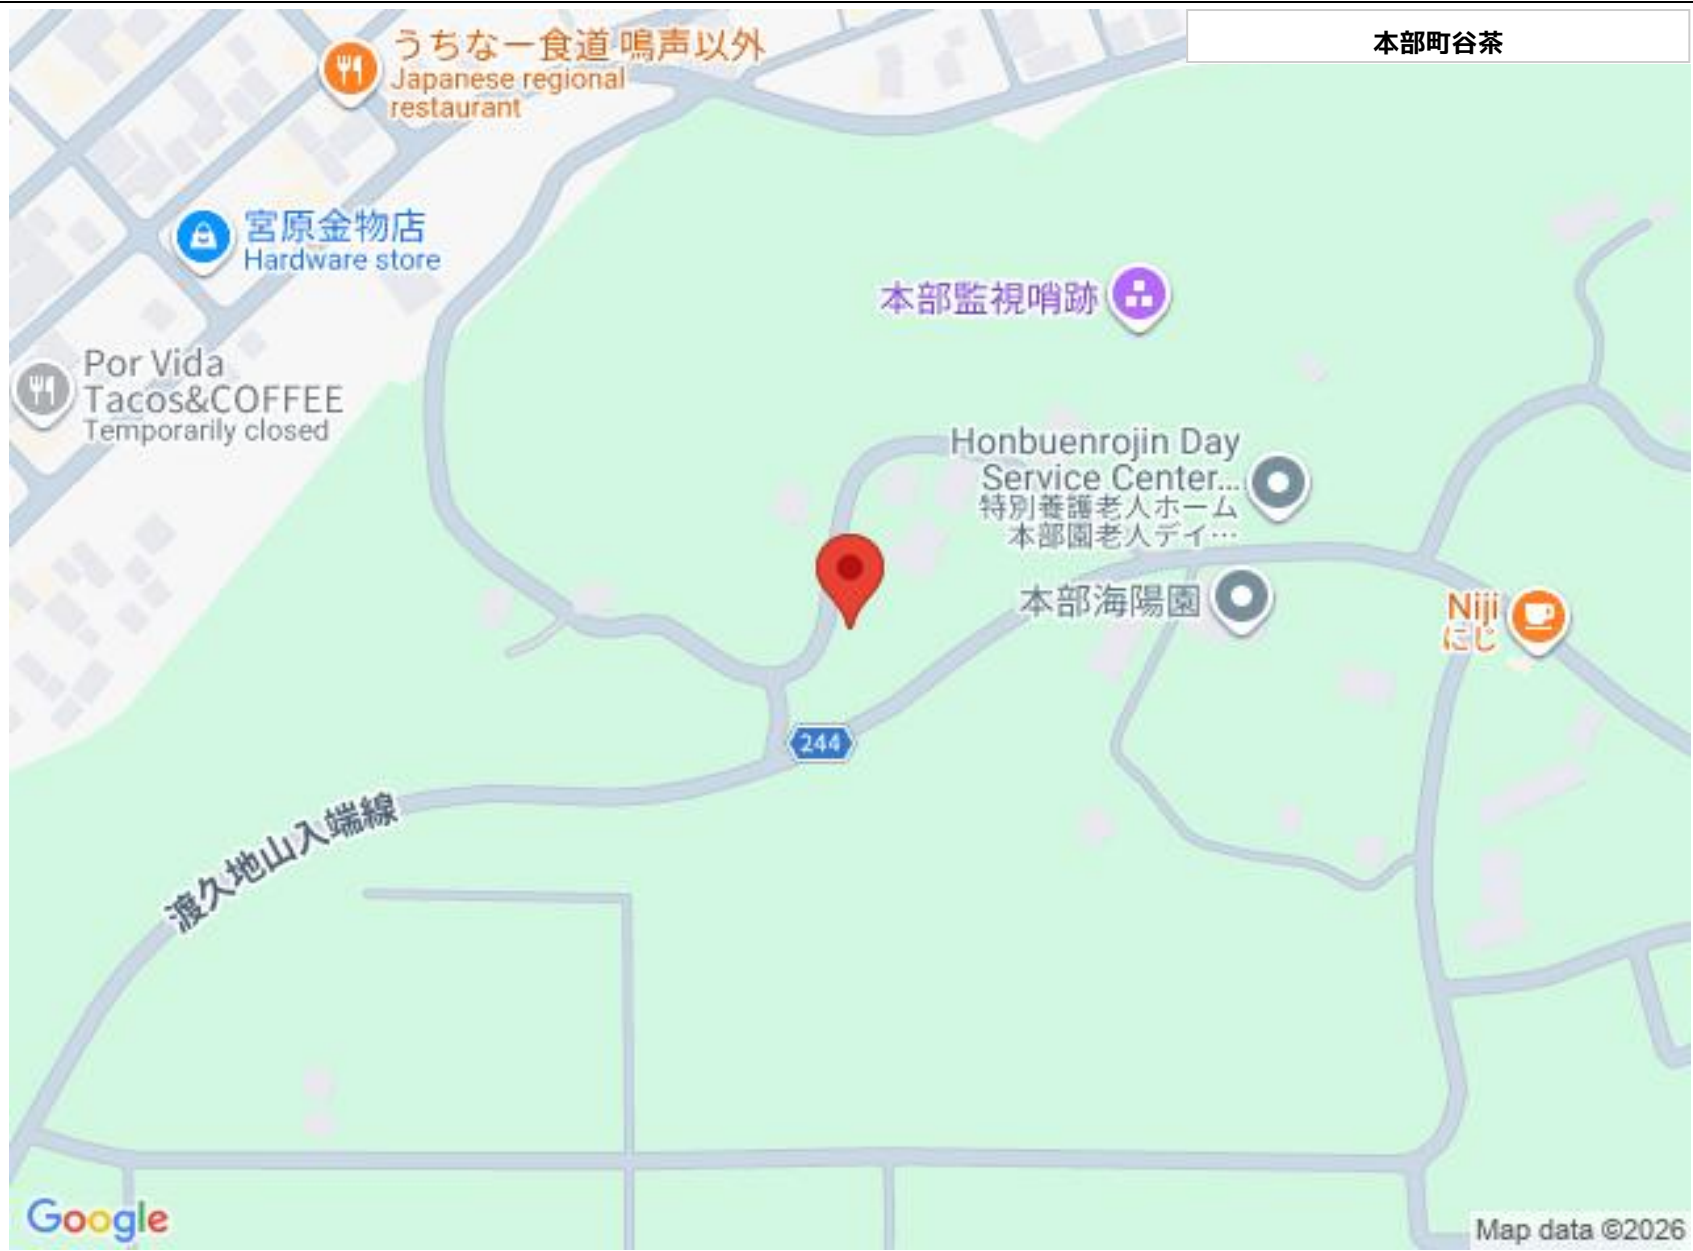 本部町谷茶
うちなー食道 鳴声以外
Japanese regional
restaurant
宮原金物店
Hardware store
本部監視哨跡
Por Vida
Tacos&COFFEE
Temporarily closed
Honbuenrojin Day
Service Center...
特別養護老人ホーム
本部園老人デイ…
本部海陽園
Niji
にじ
244
渡久地山入端線
Google
Map data ©2026